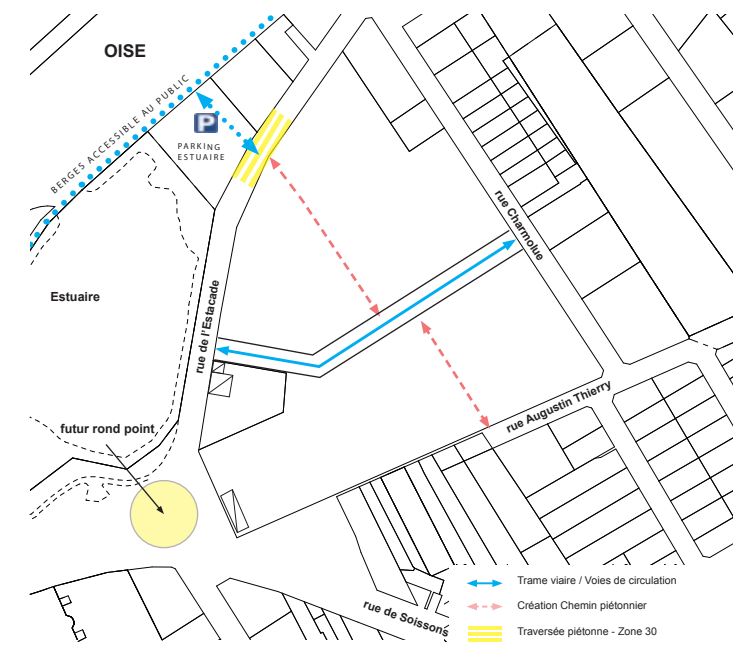 OISE
BERGES ACCESSIBLE AU PUBLIC
P
PARKING
ESTUAIRE
rue Charmolue
Estuaire
rue de l'Estacade
rue Augustin Thierry
futur rond point
rue de Soissons
Trame viaire / Voies de circulation
Création Chemin piétonnier
Traversée piétonne - Zone 30